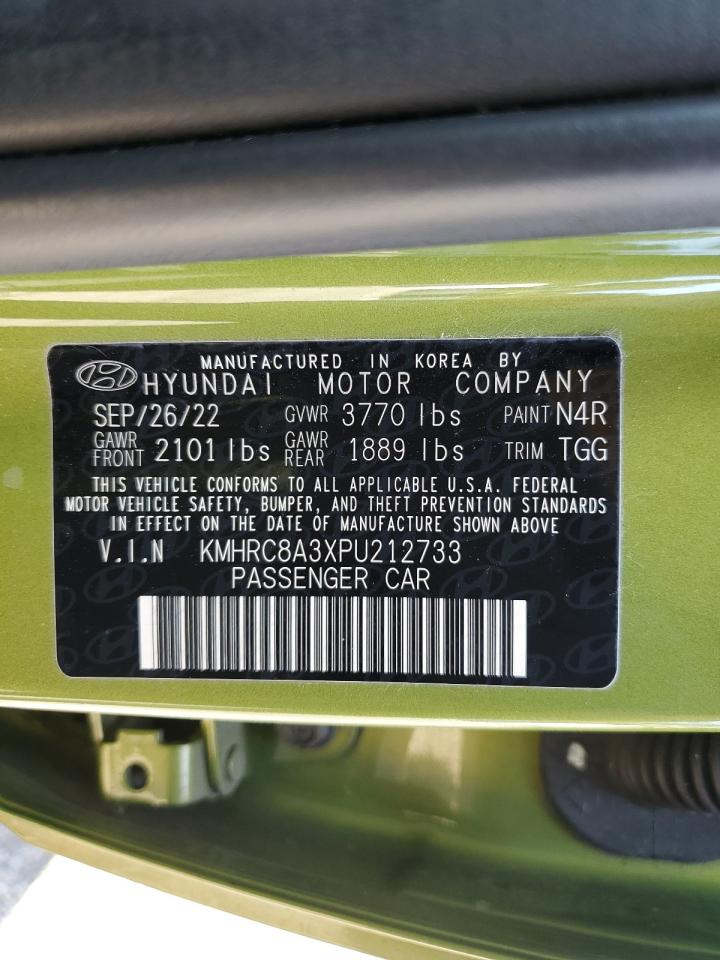 MANUFACTURED IN KOREA BY
HYUNDAI MOTOR COMPANY
SEP/26/22 GVWR 3770 lbs PAINT N4R
GAWR FRONT 2101 lbs GAWR REAR 1889 lbs TRIM TGG
THIS VEHICLE CONFORMS TO ALL APPLICABLE U.S.A. FEDERAL
MOTOR VEHICLE SAFETY, BUMPER, AND THEFT PREVENTION STANDARDS
IN EFFECT ON THE DATE OF MANUFACTURE SHOWN ABOVE
V.I.N KMHRC8A3XPU212733
PASSENGER CAR